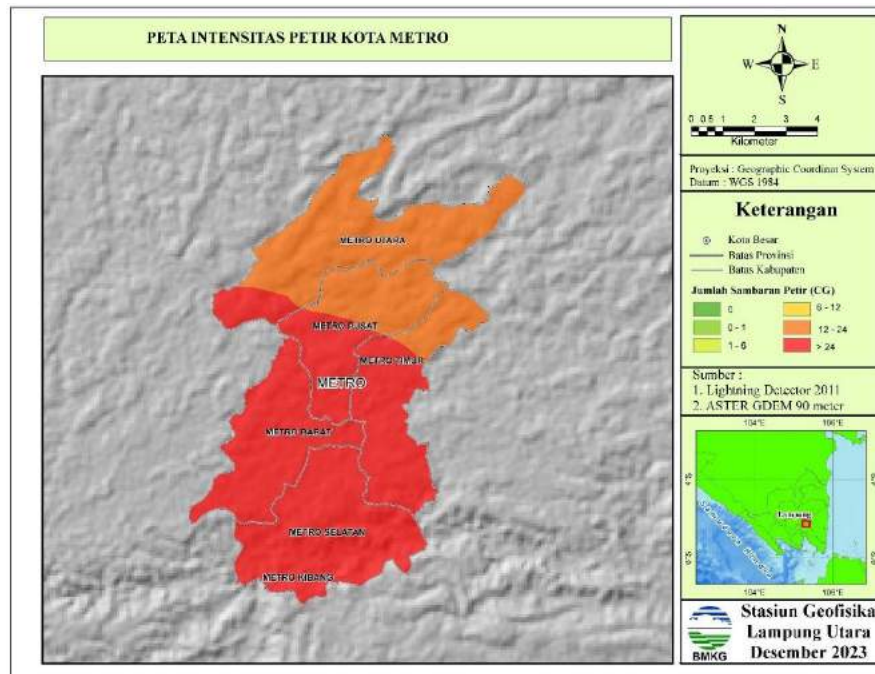 PETA INTENSITAS PETIR KOTA METRO
N
W E
S
0 0.5 1 2 3 4
Kilometer
Proyeksi : Geographic Coordinat System
Datum : WGS 1984
Keterangan
Kota Besar
Batas Provinsi
Batas Kabupaten
Jumlah Sambaran Petir (CG)
0
0 - 1
1 - 6
6 - 12
12 - 24
> 24
Sumber :
1. Lightning Detector 2011
2. ASTER GDEM 90 meter
METRO UTARA
METRO PUSAT
METRO TIMUR
METRO
METRO BARAT
METRO SELATAN
METRO KIBANG
104°E 106°E
4°S 4°S
Lampung
6°S 6°S
104°E 106°E
BMKG
Stasiun Geofisika
Lampung Utara
Desember 2023